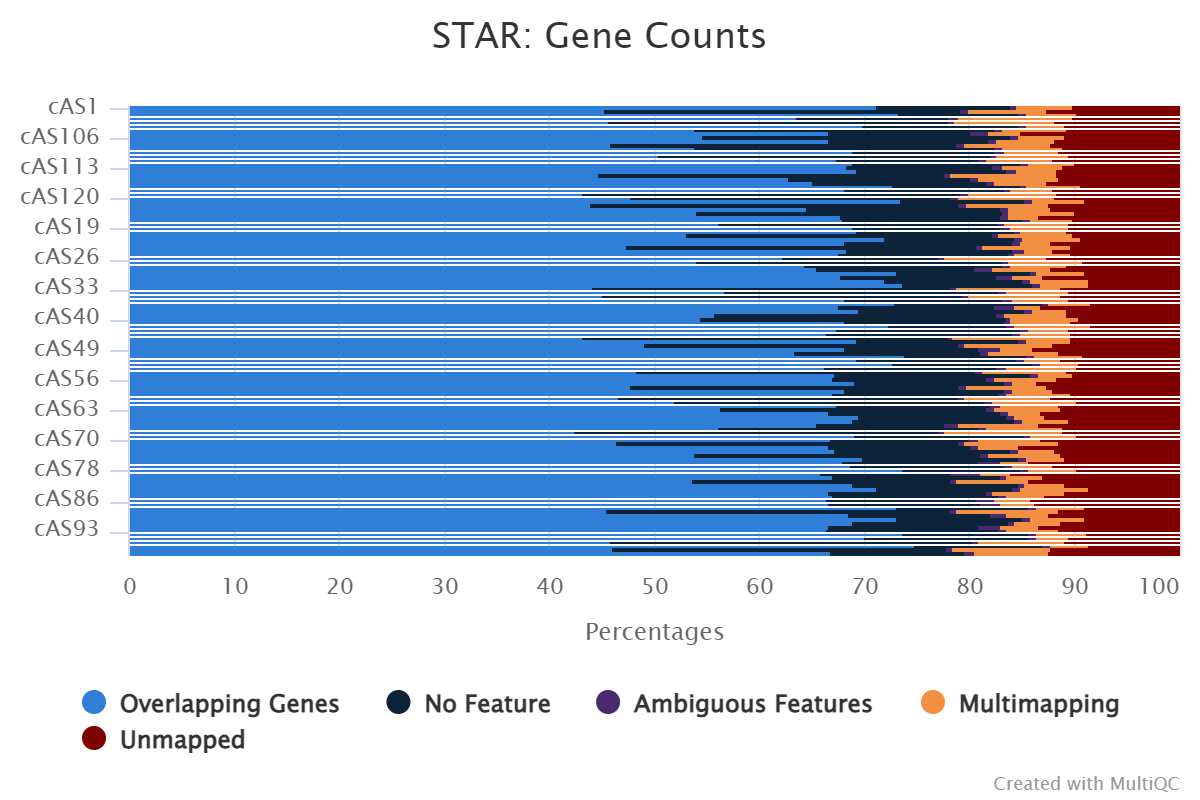 STAR: Gene Counts
cAS1
cAS106
cAS113
cAS120
cAS19
cAS26
cAS33
cAS40
cAS49
cAS56
cAS63
cAS70
cAS78
cAS86
cAS93
0 10 20 30 40 50 60 70 80 90 100
Percentages
Overlapping Genes No Feature Ambiguous Features Multimapping
Unmapped
Created with MultiQC